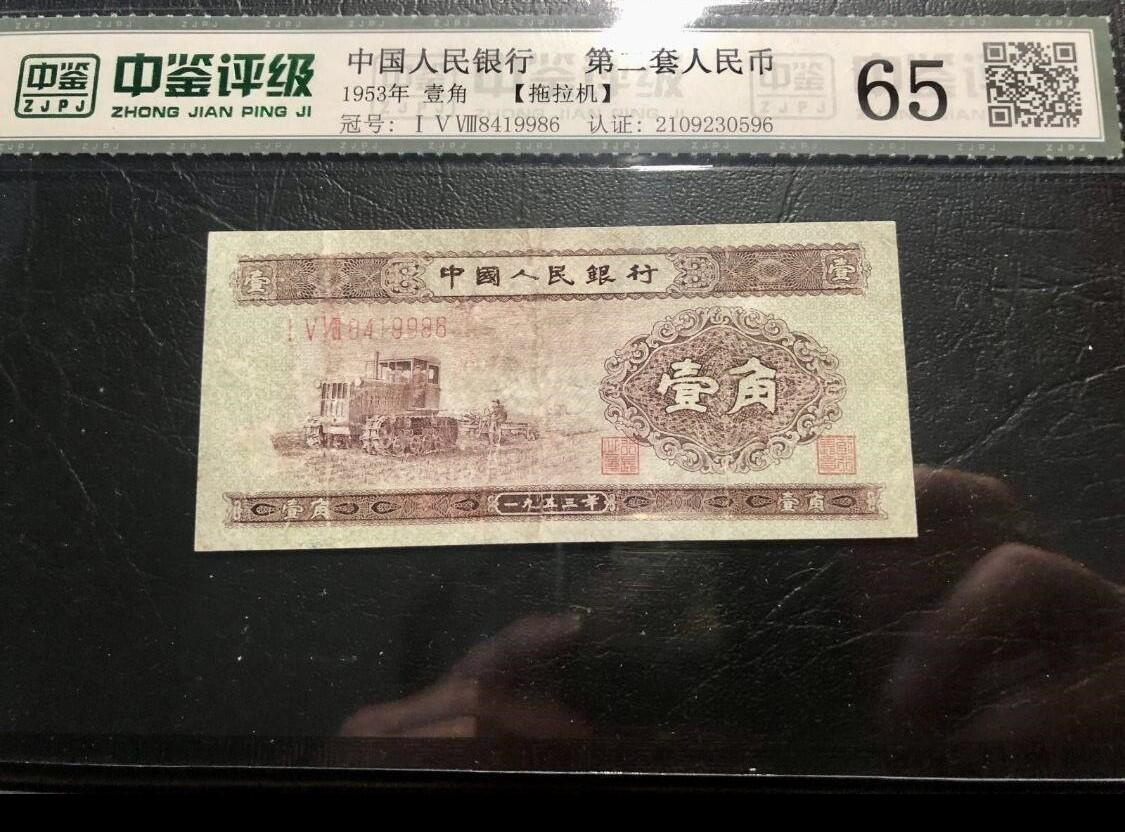 中鉴
ZJPJ
中鉴评级
ZHONG JIAN PING JI
中国人民银行 第二套人民币
1953年 壹角 【拖拉机】
冠号: Ⅰ Ⅴ Ⅷ8419986 认证: 2109230596
65
壹 中國人民銀行 壹
Ⅰ Ⅴ Ⅷ 8419986
壹角
壹角 一九五三年 壹角